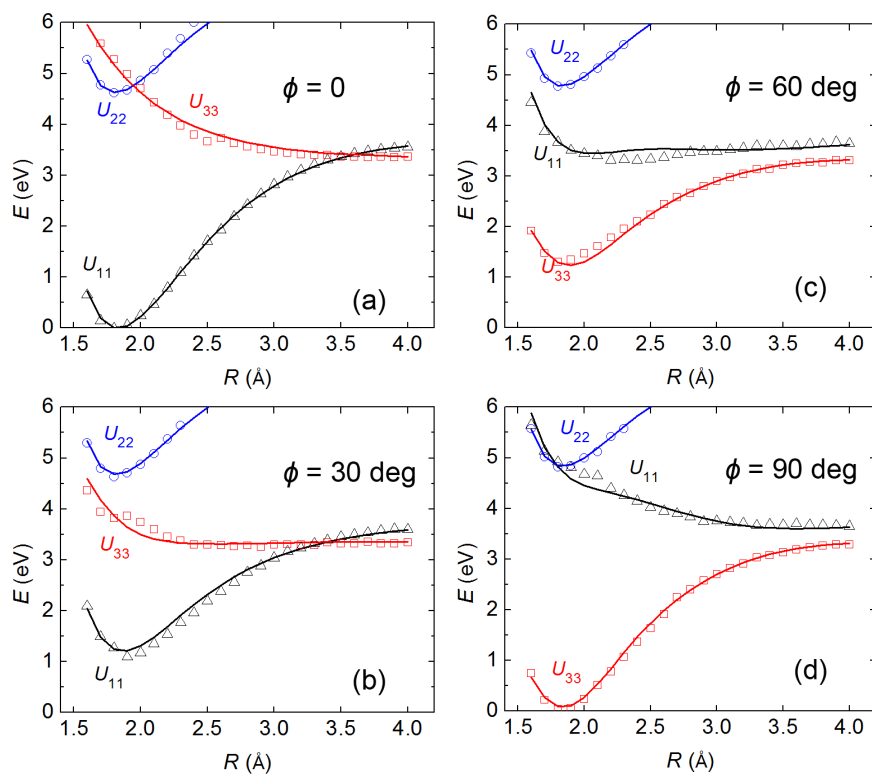 6
5
4
3
2
1
0
E (eV)
U22
U33
ϕ = 0
U11
(a)
1.5 2.0 2.5 3.0 3.5 4.0
R (Å)
6
5
4
3
2
1
0
E (eV)
U22
ϕ = 60 deg
U11
U33
(c)
1.5 2.0 2.5 3.0 3.5 4.0
R (Å)
6
5
4
3
2
1
0
E (eV)
U22
ϕ = 30 deg
U33
U11
(b)
1.5 2.0 2.5 3.0 3.5 4.0
R (Å)
6
5
4
3
2
1
0
E (eV)
U22
U11
ϕ = 90 deg
U33
(d)
1.5 2.0 2.5 3.0 3.5 4.0
R (Å)